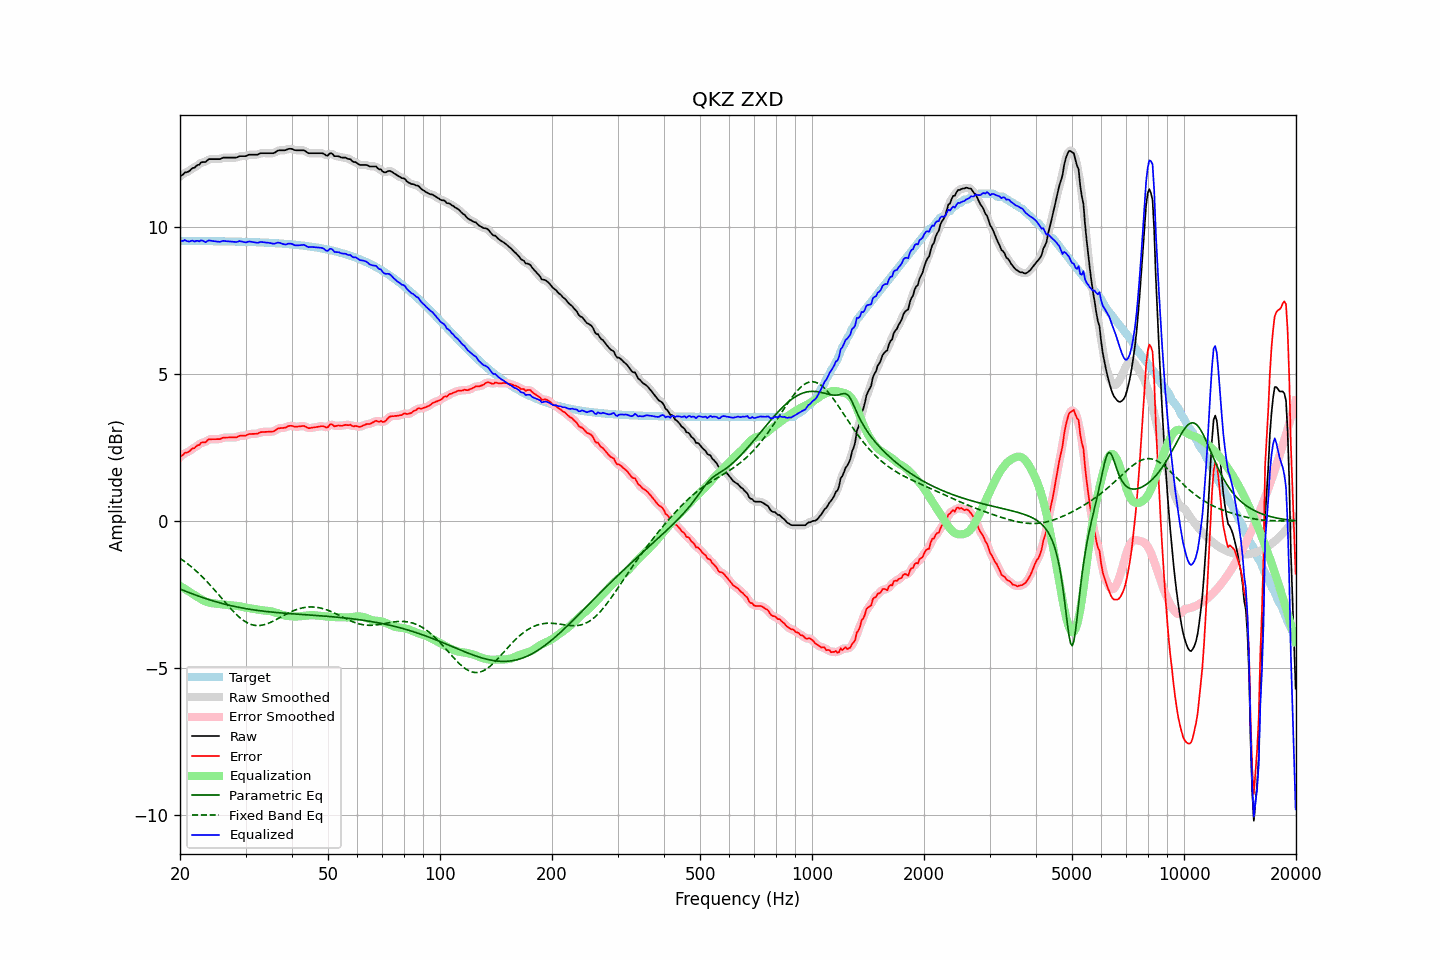 QKZ ZXD
Amplitude (dBr)
10
5
0
−5
−10
Target
Raw Smoothed
Error Smoothed
Raw
Error
Equalization
Parametric Eq
Fixed Band Eq
Equalized
20 50 100 200 500 1000 2000 5000 10000 20000
Frequency (Hz)